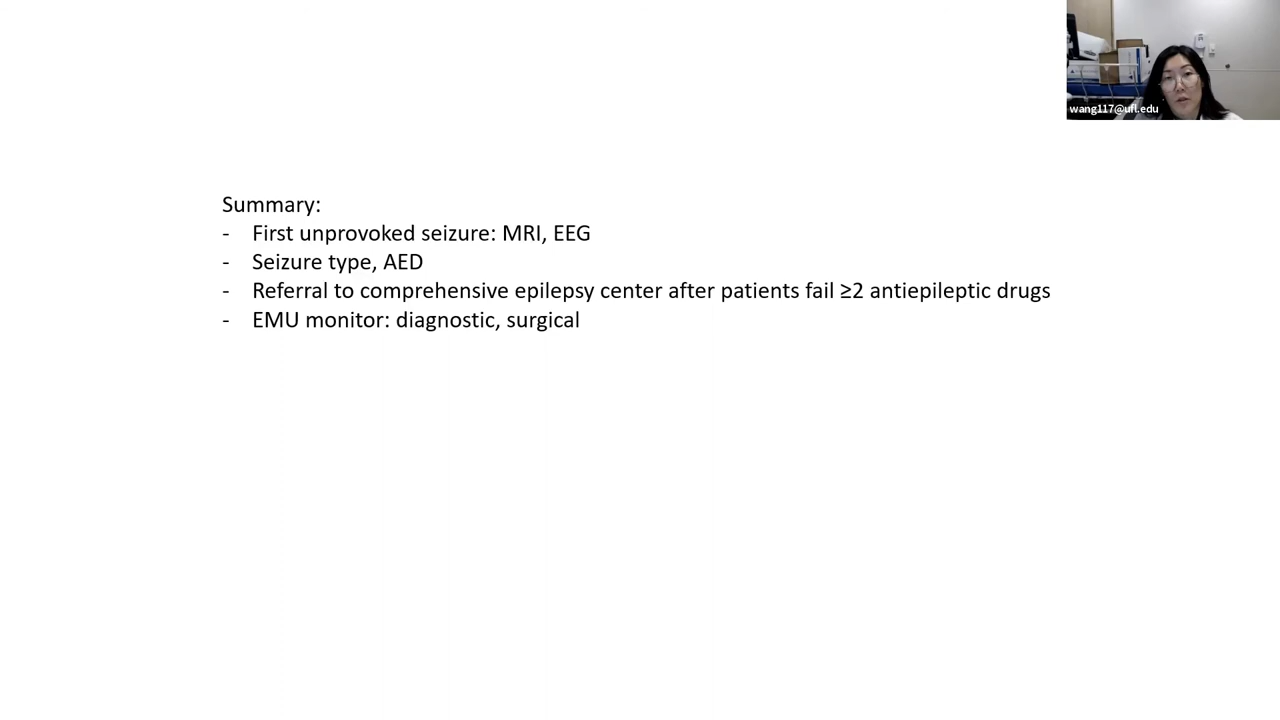 wang117@ufl.edu
Summary:
- First unprovoked seizure: MRI, EEG
- Seizure type, AED
- Referral to comprehensive epilepsy center after patients fail ≥2 antiepileptic drugs
- EMU monitor: diagnostic, surgical